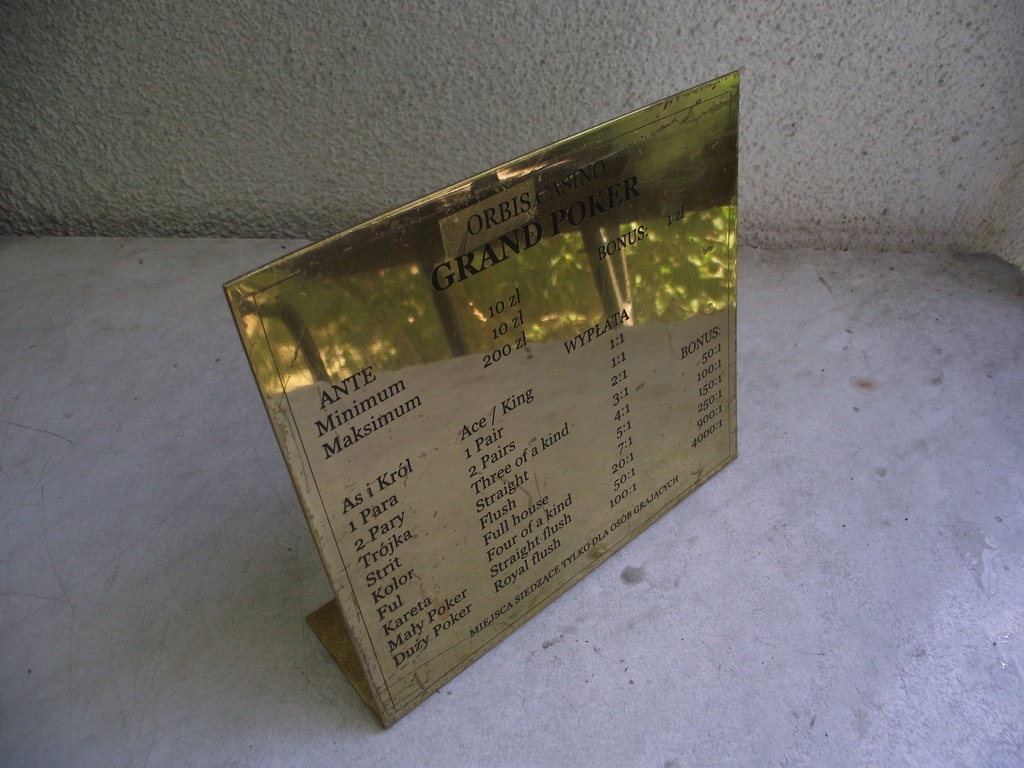 ORBIS CASINO
GRAND POKER
ANTE 10 zł BONUS: 1 zł
Minimum 10 zł
Maksimum 200 zł
WYPŁATA BONUS:
As i Król Ace / King 1:1
1 Para 1 Pair 1:1
2 Pary 2 Pairs 2:1
Trójka Three of a kind 3:1
Strit Straight 4:1 50:1
Kolor Flush 5:1 100:1
Ful Full house 7:1 150:1
Kareta Four of a kind 20:1 250:1
Mały Poker Straight flush 50:1 900:1
Duży Poker Royal flush 100:1 4000:1
MIEJSCA SIEDZĄCE TYLKO DLA OSÓB GRAJĄCYCH